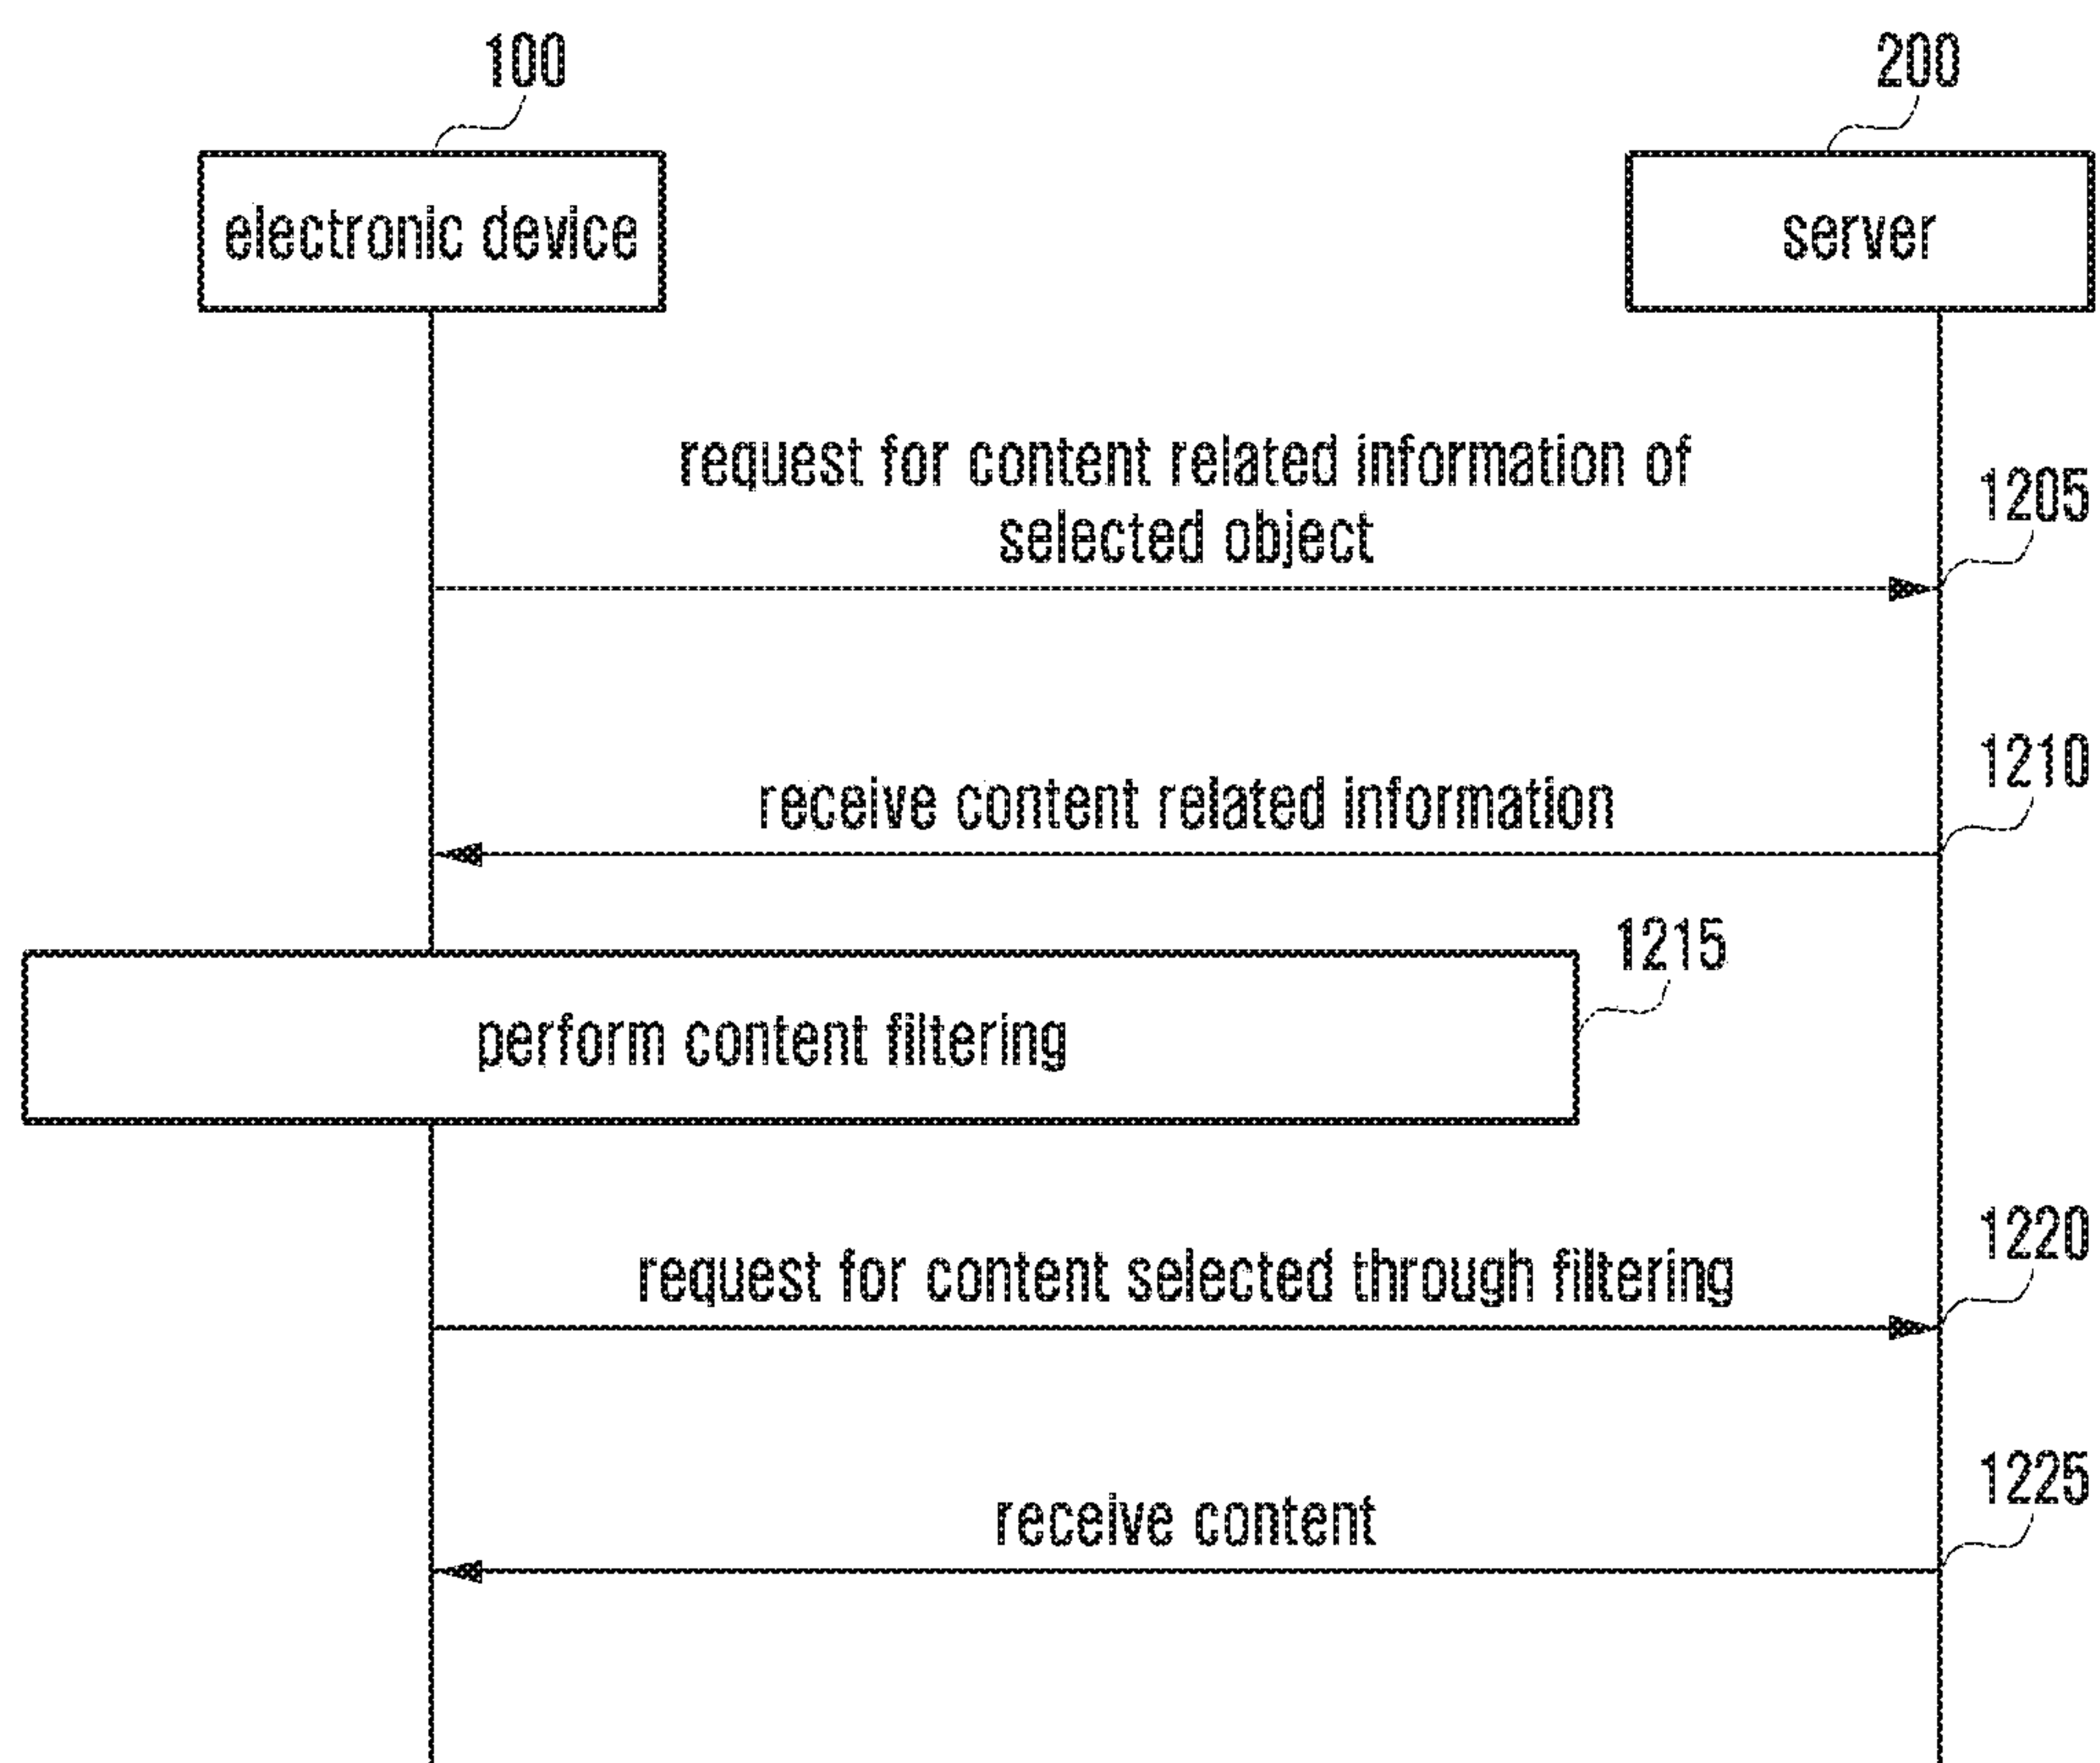 100
200
electronic device
server
request for content related information of
selected object
1205
1210
receive content related information
1215
perform content filtering
1220
request for content selected through filtering
1225
receive content